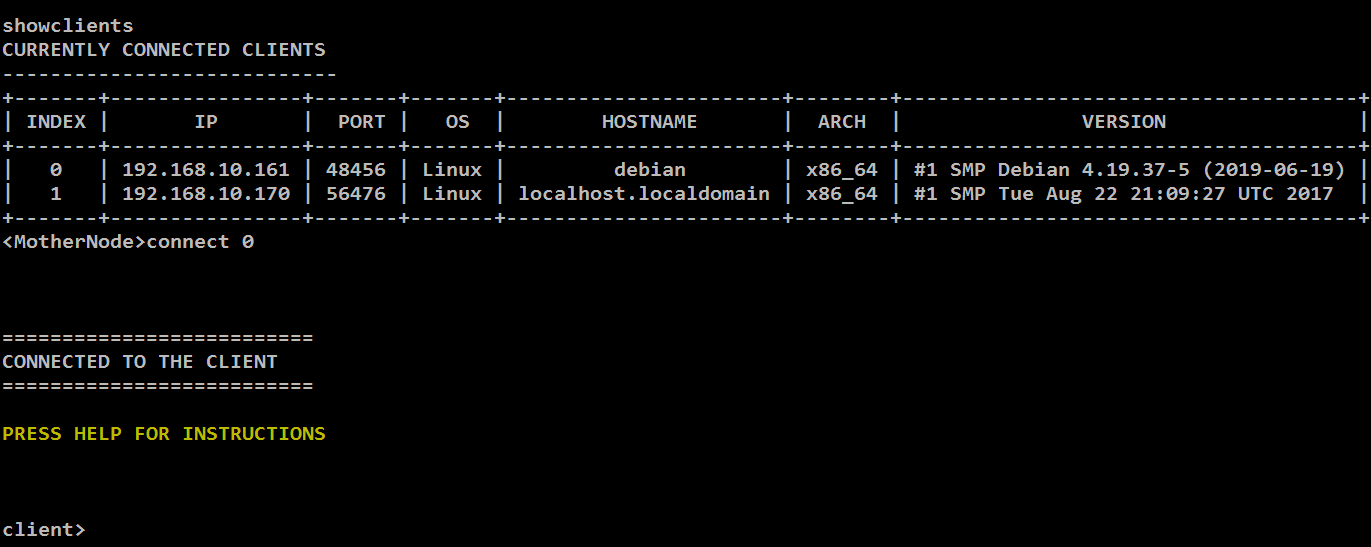 showclients
CURRENTLY CONNECTED CLIENTS
----------------------------
+-------+----------------+-------+-------+-----------------------+--------+--------------------------------------+
| INDEX |       IP       |  PORT |   OS  |        HOSTNAME       |  ARCH  |               VERSION                |
+-------+----------------+-------+-------+-----------------------+--------+--------------------------------------+
|   0   | 192.168.10.161 | 48456 | Linux |         debian        | x86_64 | #1 SMP Debian 4.19.37-5 (2019-06-19) |
|   1   | 192.168.10.170 | 56476 | Linux | localhost.localdomain | x86_64 | #1 SMP Tue Aug 22 21:09:27 UTC 2017  |
+-------+----------------+-------+-------+-----------------------+--------+--------------------------------------+
<MotherNode>connect 0
==========================
CONNECTED TO THE CLIENT
==========================
PRESS HELP FOR INSTRUCTIONS
client>